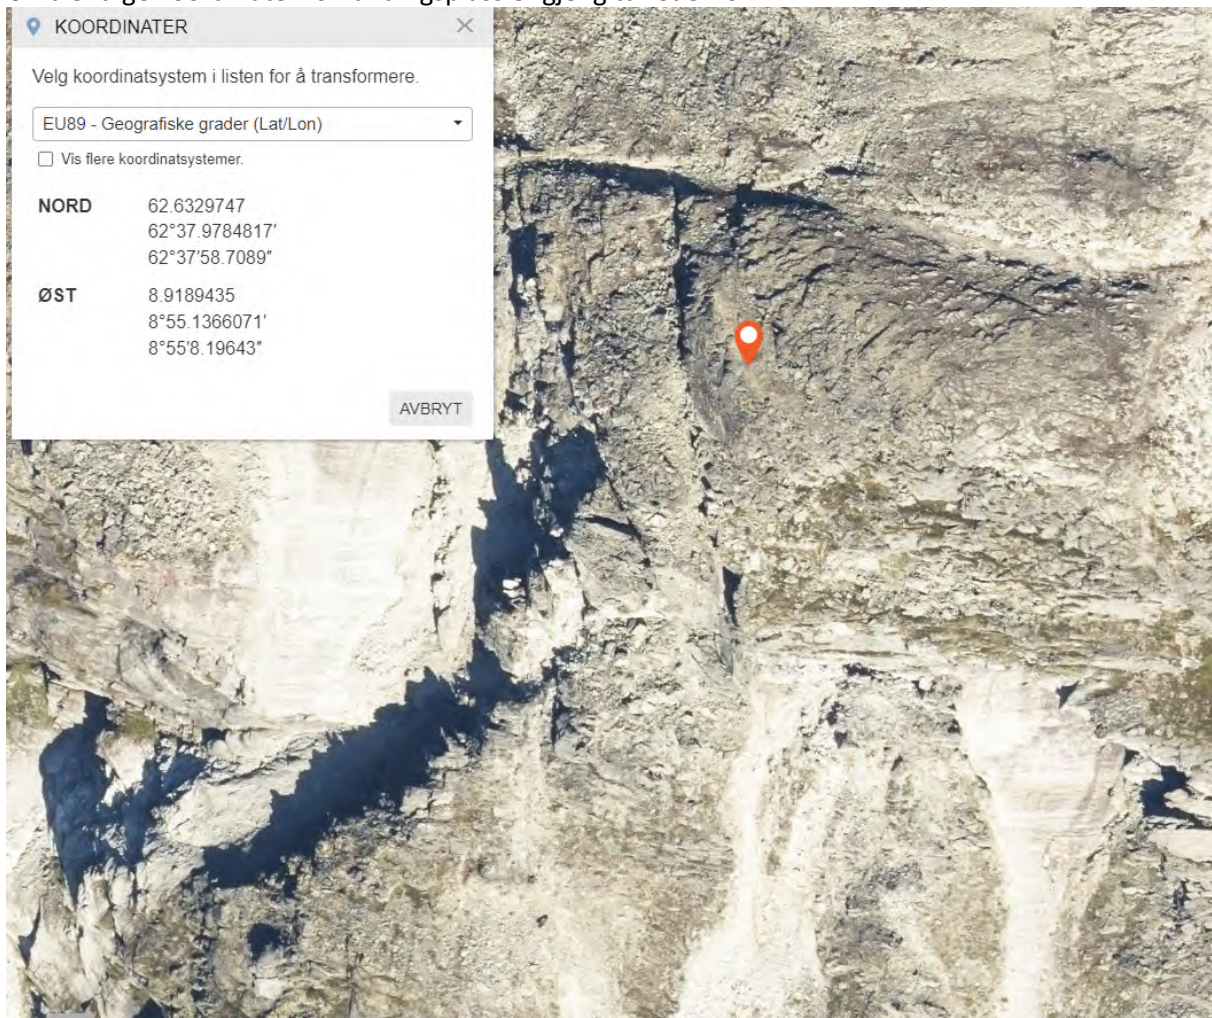 KOORDINATER
Velg koordinatsystem i listen for å transformere.
EU89 - Geografiske grader (Lat/Lon)
Vis flere koordinatsystemer.
NORD 62.6329747
62°37.9784817′
62°37'58.7089″
ØST 8.9189435
8°55.1366071′
8°55'8.19643″
AVBRYT